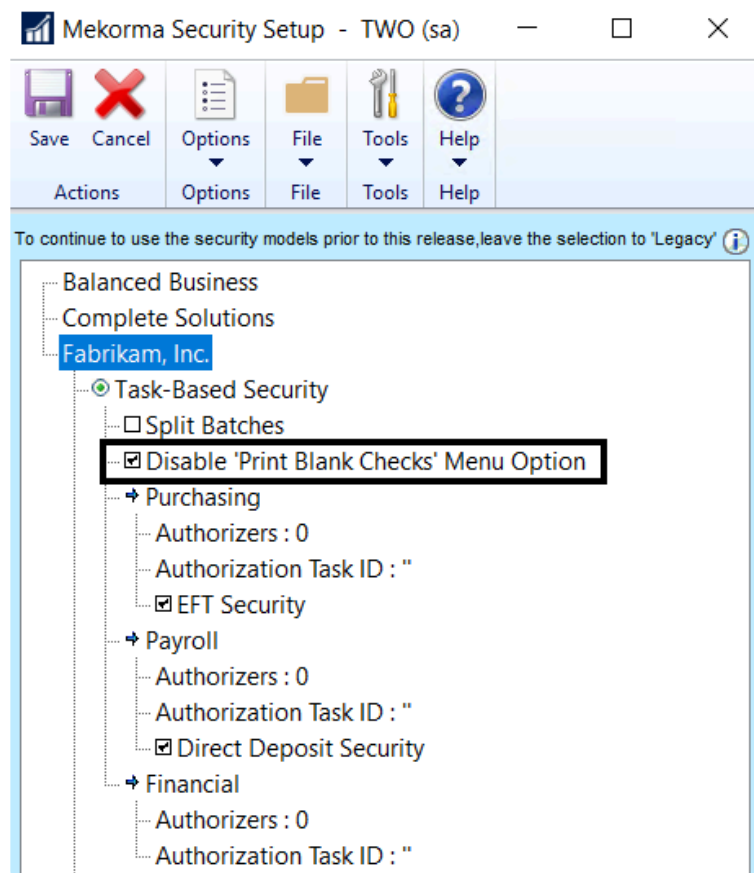 Mekorma Security Setup - TWO (sa)
Save Cancel Options File Tools Help
Actions Options File Tools Help
To continue to use the security models prior to this release,leave the selection to 'Legacy'
Balanced Business
Complete Solutions
Fabrikam, Inc.
Task-Based Security
Split Batches
Disable 'Print Blank Checks' Menu Option
Purchasing
Authorizers : 0
Authorization Task ID : ''
EFT Security
Payroll
Authorizers : 0
Authorization Task ID : ''
Direct Deposit Security
Financial
Authorizers : 0
Authorization Task ID : ''